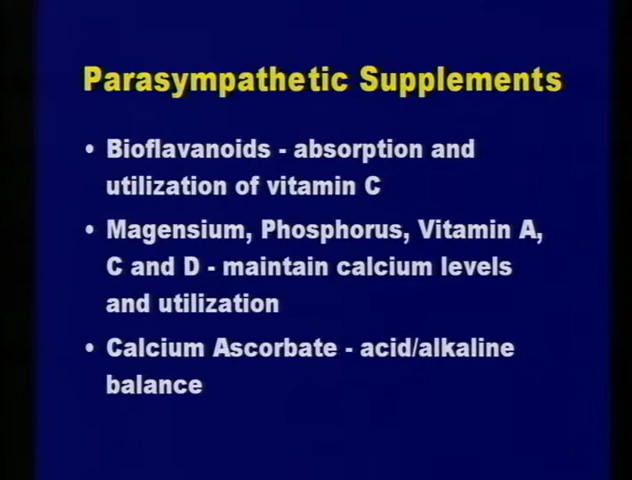 Parasympathetic Supplements
• Bioflavanoids - absorption and
utilization of vitamin C
• Magensium, Phosphorus, Vitamin A,
C and D - maintain calcium levels
and utilization
• Calcium Ascorbate - acid/alkaline
balance